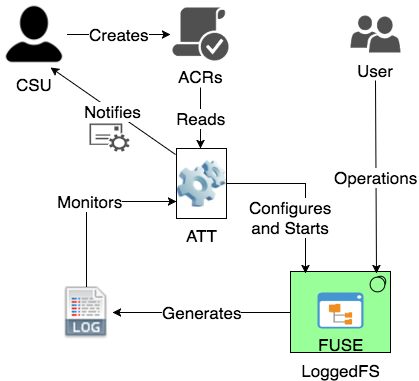 Creates
CSU
ACRs
User
Notifies
Reads
Monitors
ATT
Configures
and Starts
Operations
LOG
Generates
FUSE
LoggedFS